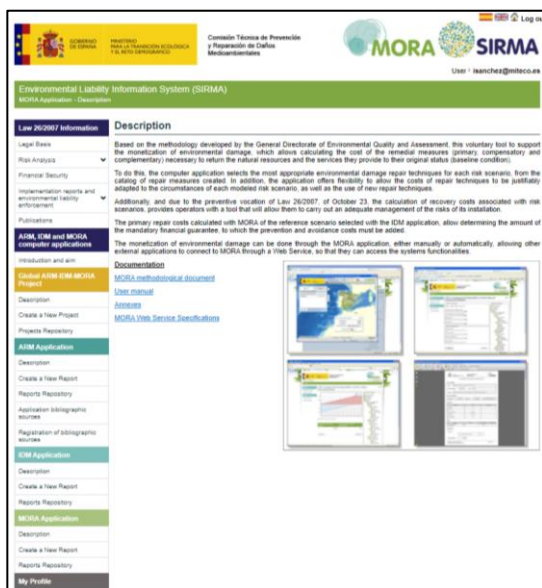 Log ou
GOBIERNO
DE ESPAÑA
MINISTERIO
PARA LA TRANSICIÓN ECOLÓGICA
Y EL RETO DEMOGRÁFICO
Comisión Técnica de Prevención
y Reparación de Daños
Medioambientales
MORA
SIRMA
User : isanchez@miteco.es
Environmental Liability Information System (SIRMA)
MORA Application - Description
Law 26/2007 Information
Legal Basis
Risk Analysis
Financial Security
Implementation reports and
environmental liability
enforcement
Publications
ARM, IDM and MORA
computer applications
Introduction and aim
Global ARM-IDM-MORA
Project
Description
Create a New Project
Projects Repository
ARM Application
Description
Create a New Report
Reports Repository
Application bibliographic
sources
Registration of bibliographic
sources
IDM Application
Description
Create a New Report
Reports Repository
MORA Application
Description
Create a New Report
Reports Repository
My Profile
Description
Based on the methodology developed by the General Directorate of Environmental Quality and Assessment, this voluntary tool to support
the monetization of environmental damage, which allows calculating the cost of the remedial measures (primary, compensatory and
complementary) necessary to return the natural resources and the services they provide to their original status (baseline condition).
To do this, the computer application selects the most appropriate environmental damage repair techniques for each risk scenario, from the
catalog of repair measures created. In addition, the application offers flexibility to allow the costs of repair techniques to be justifiably
adapted to the circumstances of each modeled risk scenario, as well as the use of new repair techniques.
Additionally, and due to the preventive vocation of Law 26/2007, of October 23, the calculation of recovery costs associated with risk
scenarios, provides operators with a tool that will allow them to carry out an adequate management of the risks of its installation.
The primary repair costs calculated with MORA of the reference scenario selected with the IDM application, allow determining the amount of
the mandatory financial guarantee, to which the prevention and avoidance costs must be added.
The monetization of environmental damage can be done through the MORA application, either manually or automatically, allowing other
external applications to connect to MORA through a Web Service, so that they can access the systems functionalities.
Documentation
MORA methodological document
User manual
Annexes
MORA Web Service Specifications